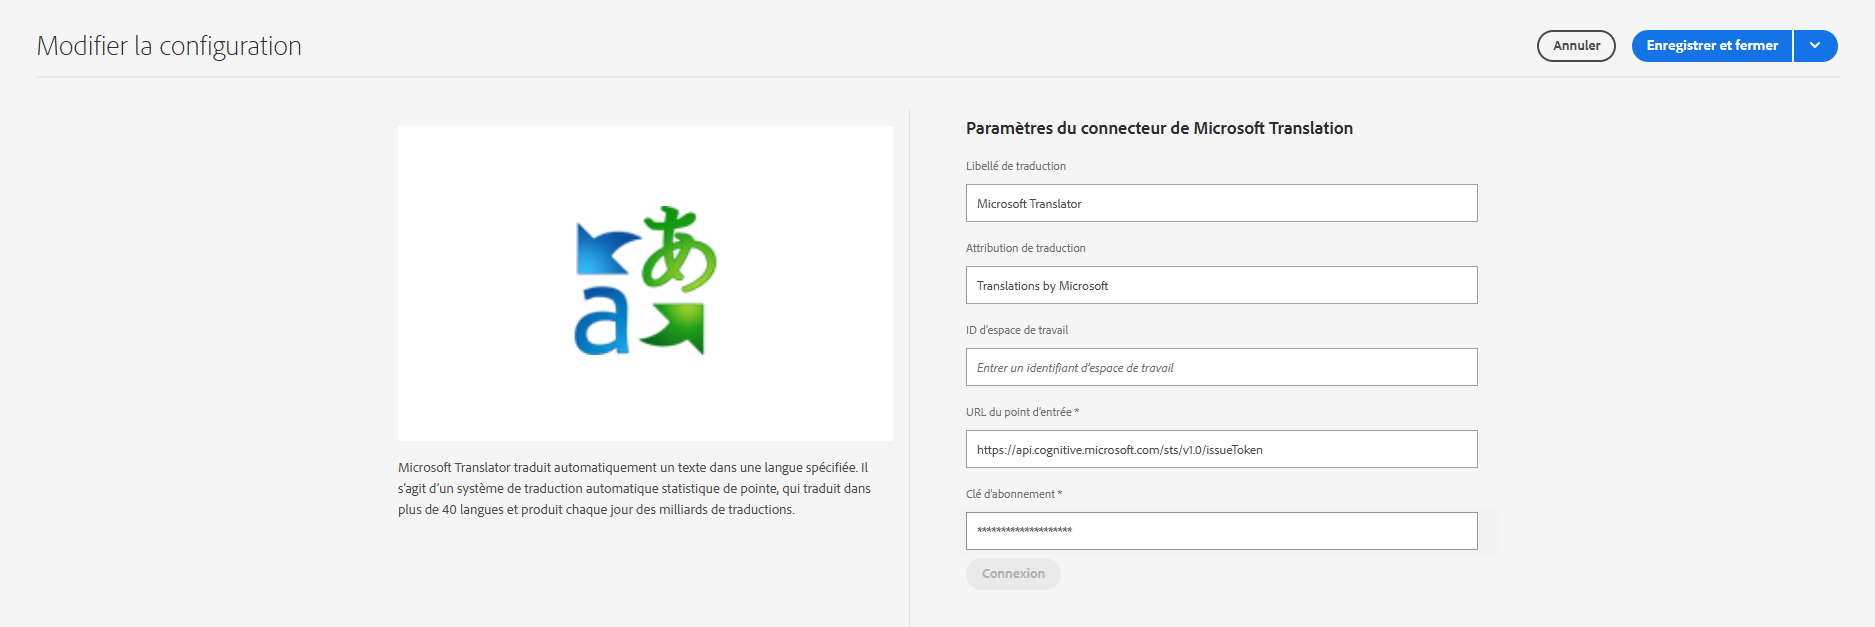 Modifier la configuration
Annuler
Enregistrer et fermer
あ
a
Microsoft Translator traduit automatiquement un texte dans une langue spécifiée. Il
s'agit d'un système de traduction automatique statistique de pointe, qui traduit dans
plus de 40 langues et produit chaque jour des milliards de traductions.
Paramètres du connecteur de Microsoft Translation
Libellé de traduction
Microsoft Translator
Attribution de traduction
Translations by Microsoft
ID d'espace de travail
Entrer un identifiant d'espace de travail
URL du point d'entrée *
https://api.cognitive.microsoft.com/sts/v1.0/issueToken
Clé d'abonnement *
********************
Connexion